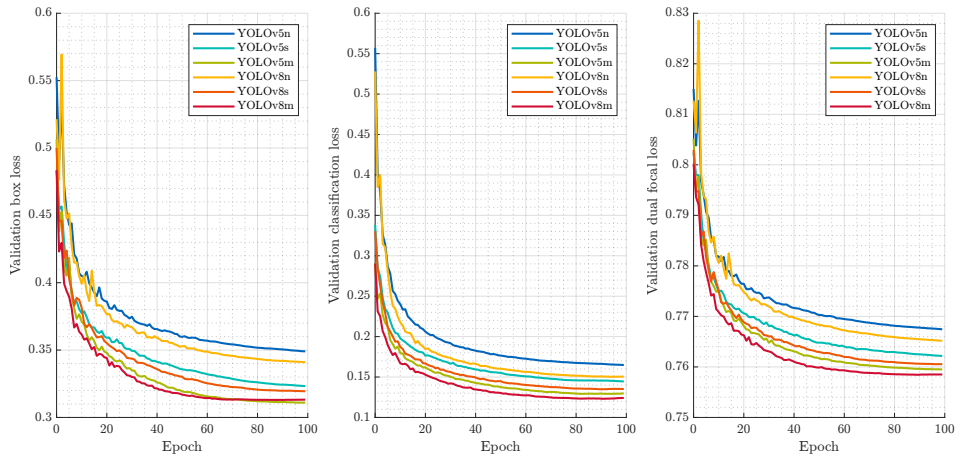 0.6
0.55
0.5
0.45
0.4
0.35
0.3
0
20
40
60
80
100
Validation box loss
Epoch
YOLOv5n
YOLOv5s
YOLOv5m
YOLOv8n
YOLOv8s
YOLOv8m
0.6
0.55
0.5
0.45
0.4
0.35
0.3
0.25
0.2
0.15
0.1
0
20
40
60
80
100
Validation classification loss
Epoch
YOLOv5n
YOLOv5s
YOLOv5m
YOLOv8n
YOLOv8s
YOLOv8m
0.83
0.82
0.81
0.8
0.79
0.78
0.77
0.76
0.75
0
20
40
60
80
100
Validation dual focal loss
Epoch
YOLOv5n
YOLOv5s
YOLOv5m
YOLOv8n
YOLOv8s
YOLOv8m